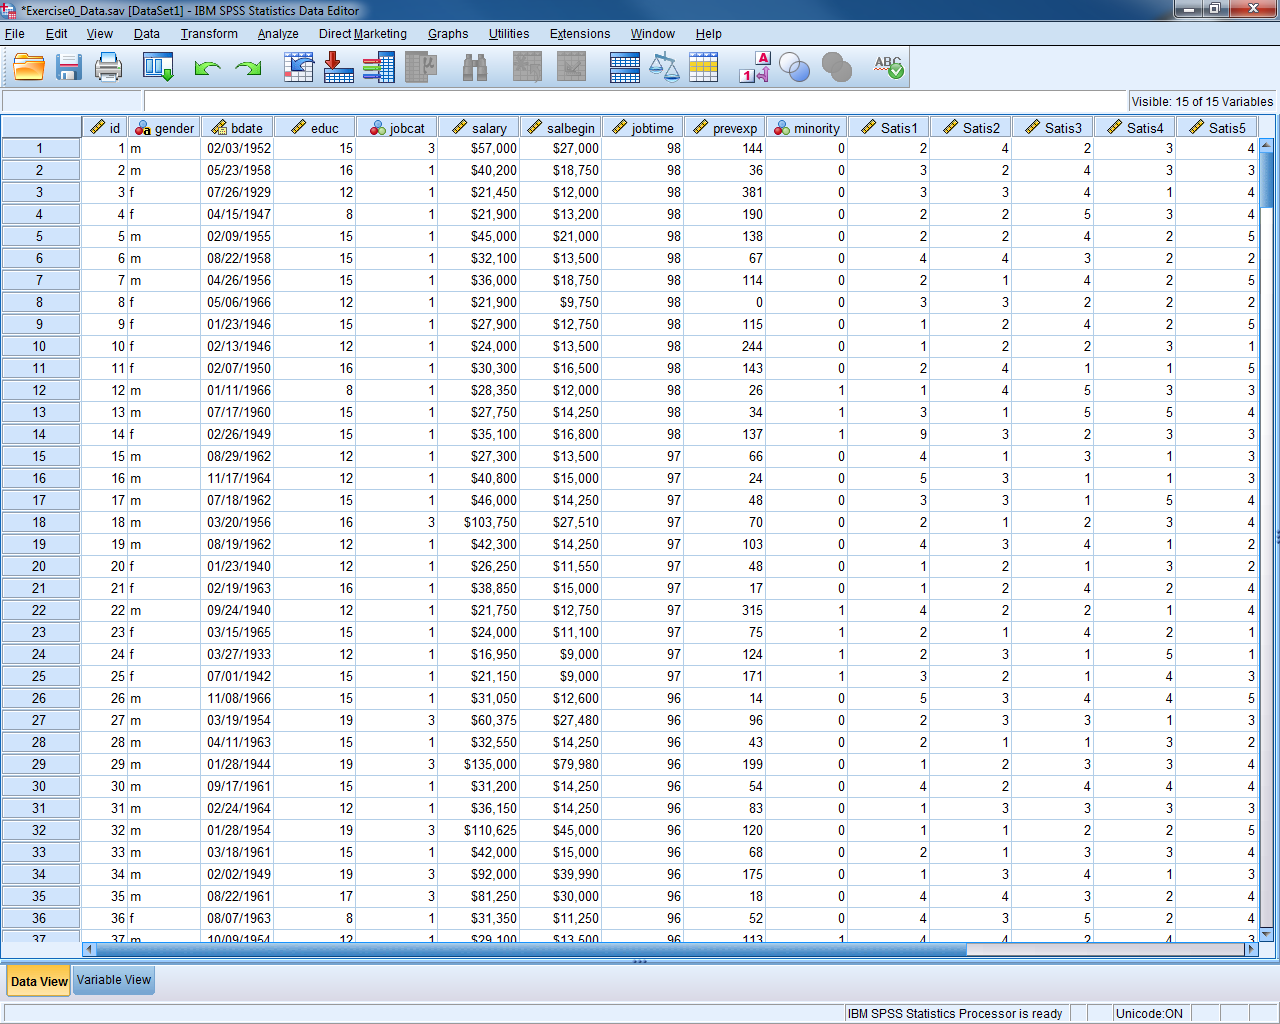 *Exercise0_Data.sav [DataSet1] - IBM SPSS Statistics Data Editor
File Edit View Data Transform Analyze Direct Marketing Graphs Utilities Extensions Window Help
A
1
ABC
Visible: 15 of 15 Variables
id gender bdate educ jobcat salary salbegin jobtime prevexp minority Satis1 Satis2 Satis3 Satis4 Satis5
1 1 m 02/03/1952 15 3 $57,000 $27,000 98 144 0 2 4 2 3 4
2 2 m 05/23/1958 16 1 $40,200 $18,750 98 36 0 3 2 4 3 3
3 3 f 07/26/1929 12 1 $21,450 $12,000 98 381 0 3 3 4 1 4
4 4 f 04/15/1947 8 1 $21,900 $13,200 98 190 0 2 2 5 3 4
5 5 m 02/09/1955 15 1 $45,000 $21,000 98 138 0 2 2 4 2 5
6 6 m 08/22/1958 15 1 $32,100 $13,500 98 67 0 4 4 3 2 2
7 7 m 04/26/1956 15 1 $36,000 $18,750 98 114 0 2 1 4 2 5
8 8 f 05/06/1966 12 1 $21,900 $9,750 98 0 0 3 3 2 2 2
9 9 f 01/23/1946 15 1 $27,900 $12,750 98 115 0 1 2 4 2 5
10 10 f 02/13/1946 12 1 $24,000 $13,500 98 244 0 1 2 2 3 1
11 11 f 02/07/1950 16 1 $30,300 $16,500 98 143 0 2 4 1 1 5
12 12 m 01/11/1966 8 1 $28,350 $12,000 98 26 1 1 4 5 3 3
13 13 m 07/17/1960 15 1 $27,750 $14,250 98 34 1 3 1 5 5 4
14 14 f 02/26/1949 15 1 $35,100 $16,800 98 137 1 9 3 2 3 3
15 15 m 08/29/1962 12 1 $27,300 $13,500 97 66 0 4 1 3 1 3
16 16 m 11/17/1964 12 1 $40,800 $15,000 97 24 0 5 3 1 1 3
17 17 m 07/18/1962 15 1 $46,000 $14,250 97 48 0 3 3 1 5 4
18 18 m 03/20/1956 16 3 $103,750 $27,510 97 70 0 2 1 2 3 4
19 19 m 08/19/1962 12 1 $42,300 $14,250 97 103 0 4 3 4 1 2
20 20 f 01/23/1940 12 1 $26,250 $11,550 97 48 0 1 2 1 3 2
21 21 f 02/19/1963 16 1 $38,850 $15,000 97 17 0 1 2 4 2 4
22 22 m 09/24/1940 12 1 $21,750 $12,750 97 315 1 4 2 2 1 4
23 23 f 03/15/1965 15 1 $24,000 $11,100 97 75 1 2 1 4 2 1
24 24 f 03/27/1933 12 1 $16,950 $9,000 97 124 1 2 3 1 5 1
25 25 f 07/01/1942 15 1 $21,150 $9,000 97 171 1 3 2 1 4 3
26 26 m 11/08/1966 15 1 $31,050 $12,600 96 14 0 5 3 4 4 5
27 27 m 03/19/1954 19 3 $60,375 $27,480 96 96 0 2 3 3 1 3
28 28 m 04/11/1963 15 1 $32,550 $14,250 96 43 0 2 1 1 3 2
29 29 m 01/28/1944 19 3 $135,000 $79,980 96 199 0 1 2 3 3 4
30 30 m 09/17/1961 15 1 $31,200 $14,250 96 54 0 4 2 4 4 4
31 31 m 02/24/1964 12 1 $36,150 $14,250 96 83 0 1 3 3 3 3
32 32 m 01/28/1954 19 3 $110,625 $45,000 96 120 0 1 1 2 2 5
33 33 m 03/18/1961 15 1 $42,000 $15,000 96 68 0 2 1 3 3 4
34 34 m 02/02/1949 19 3 $92,000 $39,990 96 175 0 1 3 4 1 3
35 35 m 08/22/1961 17 3 $81,250 $30,000 96 18 0 4 4 3 2 4
36 36 f 08/07/1963 8 1 $31,350 $11,250 96 52 0 4 3 5 2 4
37 37 m 10/09/1954 12 1 $29,100 $13,500 96 113 1 4 4 2 4 3
Data View Variable View
IBM SPSS Statistics Processor is ready Unicode:ON